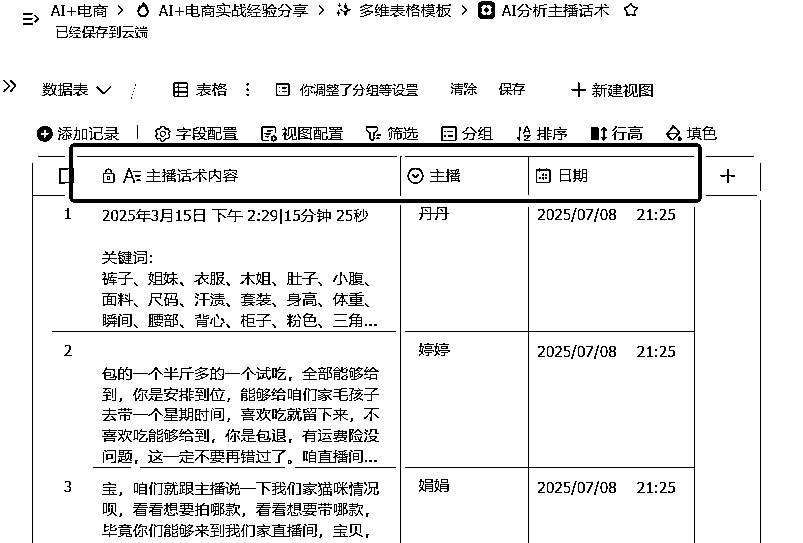 AI+电商 > AI+电商实战经验分享 > 多维表格模板 > AI分析主播话术
已经保存到云端
数据表 / 表格 你调整了分组等设置 清除 保存 + 新建视图
添加记录 字段配置 视图配置 筛选 分组 排序 行高 填色
主播话术内容 主播 日期 +
1 2025年3月15日 下午 2:29|15分钟 25秒 丹丹 2025/07/08 21:25
关键词:
裤子、姐妹、衣服、木姐、肚子、小腹、
面料、尺码、汗渍、套装、身高、体重、
瞬间、腰部、背心、柜子、粉色、三角...
2 婷婷 2025/07/08 21:25
包的一个半斤多的一个试吃，全部能够给
到，你是安排到位，能够给咱们家毛孩子
去带一个星期时间，喜欢吃就留下来，不
喜欢吃能够给到，你是包退，有运费险没
问题，这一定不要再错过了。咱直播间...
3 宝，咱们就跟主播说一下我们家猫咪情况 娟娟 2025/07/08 21:25
呗，看看想要拍哪款，看看想要带哪款，
毕竟你们能够来到我们家直播间，宝贝，